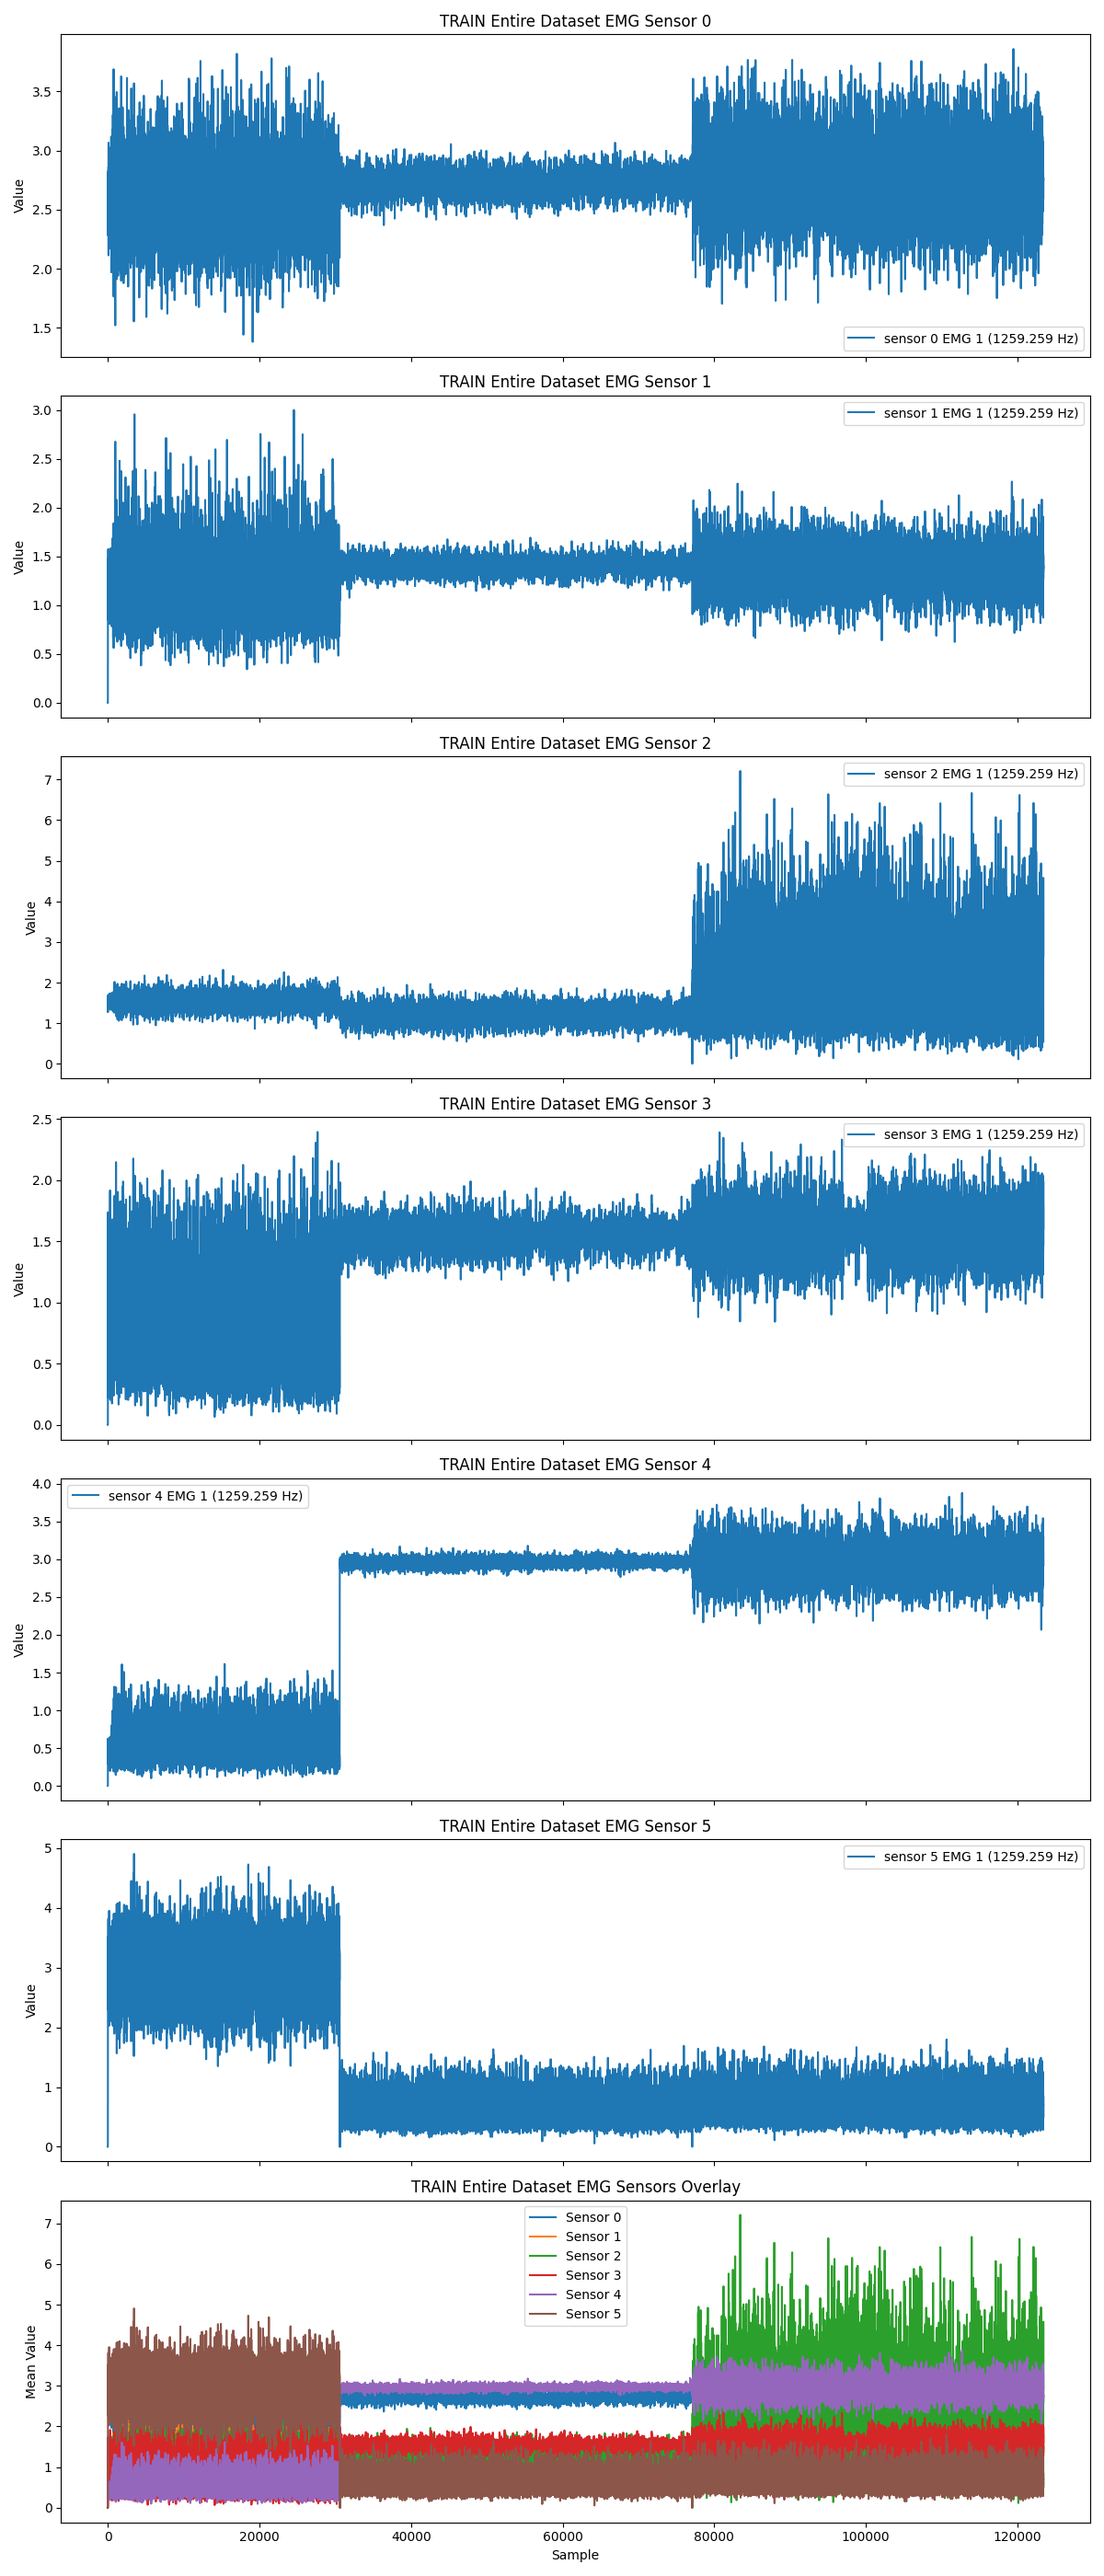 TRAIN Entire Dataset EMG Sensor 0
3.5
3.0
2.5
2.0
1.5
Value
sensor 0 EMG 1 (1259.259 Hz)
TRAIN Entire Dataset EMG Sensor 1
3.0
2.5
2.0
1.5
1.0
0.5
0.0
Value
sensor 1 EMG 1 (1259.259 Hz)
TRAIN Entire Dataset EMG Sensor 2
7
6
5
4
3
2
1
0
Value
sensor 2 EMG 1 (1259.259 Hz)
TRAIN Entire Dataset EMG Sensor 3
2.5
2.0
1.5
1.0
0.5
0.0
Value
sensor 3 EMG 1 (1259.259 Hz)
TRAIN Entire Dataset EMG Sensor 4
4.0
3.5
3.0
2.5
2.0
1.5
1.0
0.5
0.0
Value
sensor 4 EMG 1 (1259.259 Hz)
TRAIN Entire Dataset EMG Sensor 5
5
4
3
2
1
0
Value
sensor 5 EMG 1 (1259.259 Hz)
TRAIN Entire Dataset EMG Sensors Overlay
7
6
5
4
3
2
1
0
Mean Value
Sensor 0
Sensor 1
Sensor 2
Sensor 3
Sensor 4
Sensor 5
0 20000 40000 60000 80000 100000 120000
Sample